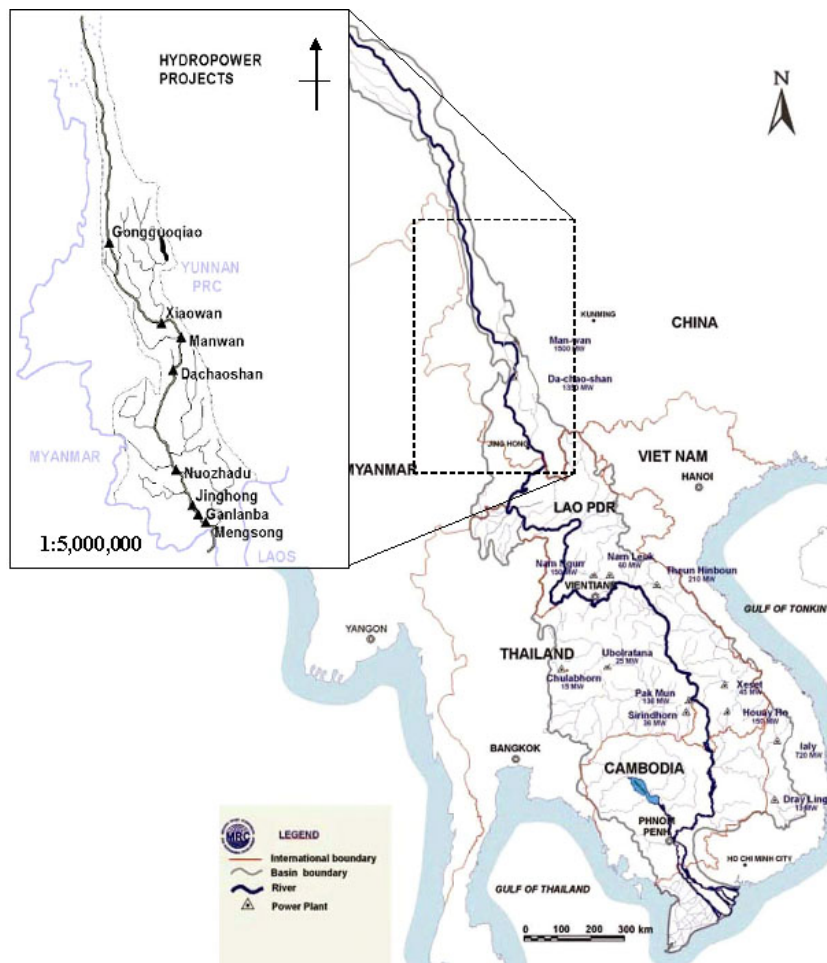 HYDROPOWER
PROJECTS
Gongguoqiao
YUNNAN
PRC
Xiaowan
Manwan
Dachaoshan
MYANMAR
Nuozhadu
Jinghong
Ganlanba
Mengsong
LAOS
1:5,000,000
N
KUNMING
CHINA
Man-wan
1500 MW
Da-chao-shan
1350 MW
JING HONG
MYANMAR
VIET NAM
HANOI
LAO PDR
Nam Ngum
150 MW
Nam Leuk
60 MW
Theun Hinboun
210 MW
VIENTIANE
GULF OF TONKIN
YANGON
THAILAND
Ubolratana
25 MW
Chulabhorn
15 MW
Pak Mun
136 MW
Sirindhorn
36 MW
Xeset
45 MW
Houay Ho
150 MW
BANGKOK
Ialy
720 MW
CAMBODIA
Dray Ling
13 MW
PHNOM
PENH
HO CHI MINH CITY
MRC
LEGEND
International boundary
Basin boundary
River
Power Plant
GULF OF THAILAND
0 100 200 300 km